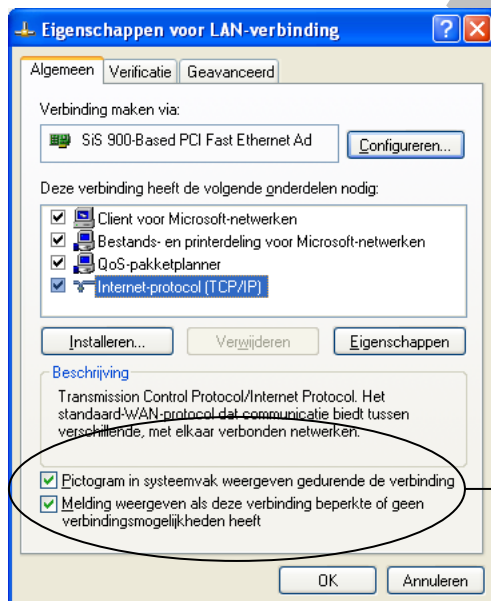 Eigenschappen voor LAN-verbinding
Algemeen Verificatie Geavanceerd
Verbinding maken via:
SiS 900-Based PCI Fast Ethernet Ad Configureren...
Deze verbinding heeft de volgende onderdelen nodig:
Client voor Microsoft-netwerken
Bestands- en printerdeling voor Microsoft-netwerken
QoS-pakketplanner
Internet-protocol (TCP/IP)
Installeren... Verwijderen Eigenschappen
Beschrijving
Transmission Control Protocol/Internet Protocol. Het
standaard-WAN-protocol dat communicatie biedt tussen
verschillende, met elkaar verbonden netwerken.
Pictogram in systeemvak weergeven gedurende de verbinding
Melding weergeven als deze verbinding beperkte of geen
verbindingsmogelijkheden heeft
OK Annuleren